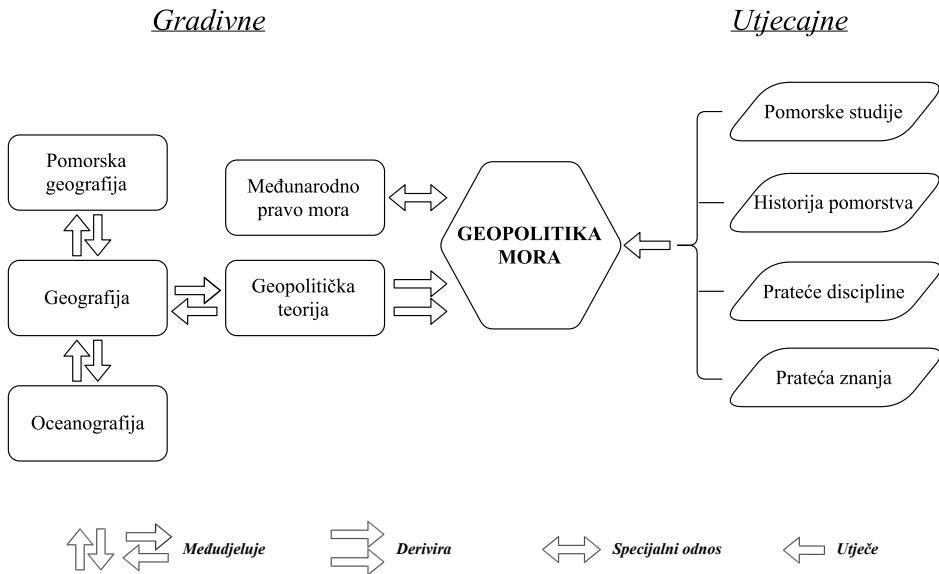 Gradivne
Utjecajne
Pomorska
geografija
Geografija
Oceanografija
Međunarodno
pravo mora
Geopolitička
teorija
GEOPOLITIKA
MORA
Pomorske studije
Historija pomorstva
Prateće discipline
Prateća znanja
Međudjeluje
Derivira
Specijalni odnos
Utječe